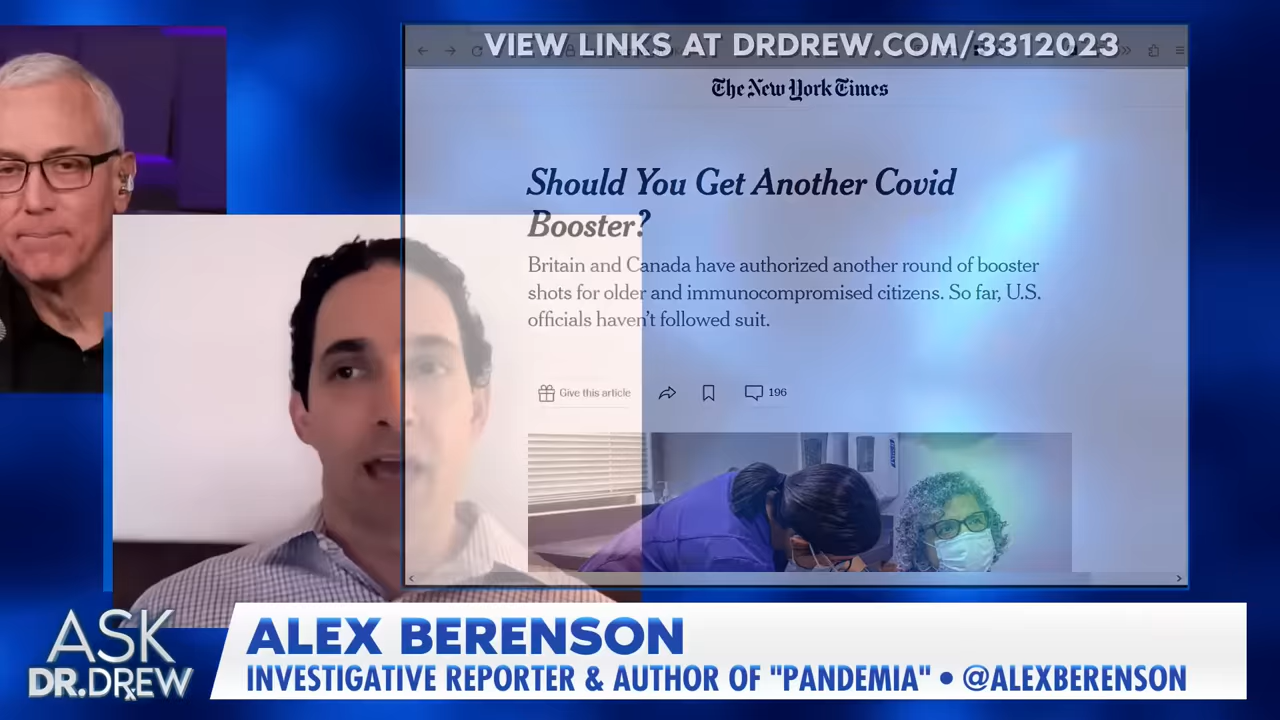 VIEW LINKS AT DRDREW.COM/3312023
The New York Times
Should You Get Another Covid
Booster?
Britain and Canada have authorized another round of booster
shots for older and immunocompromised citizens. So far, U.S.
officials haven't followed suit.
Give this article
196
ASK
DR.DREW
ALEX BERENSON
INVESTIGATIVE REPORTER & AUTHOR OF "PANDEMIA" • @ALEXBERENSON